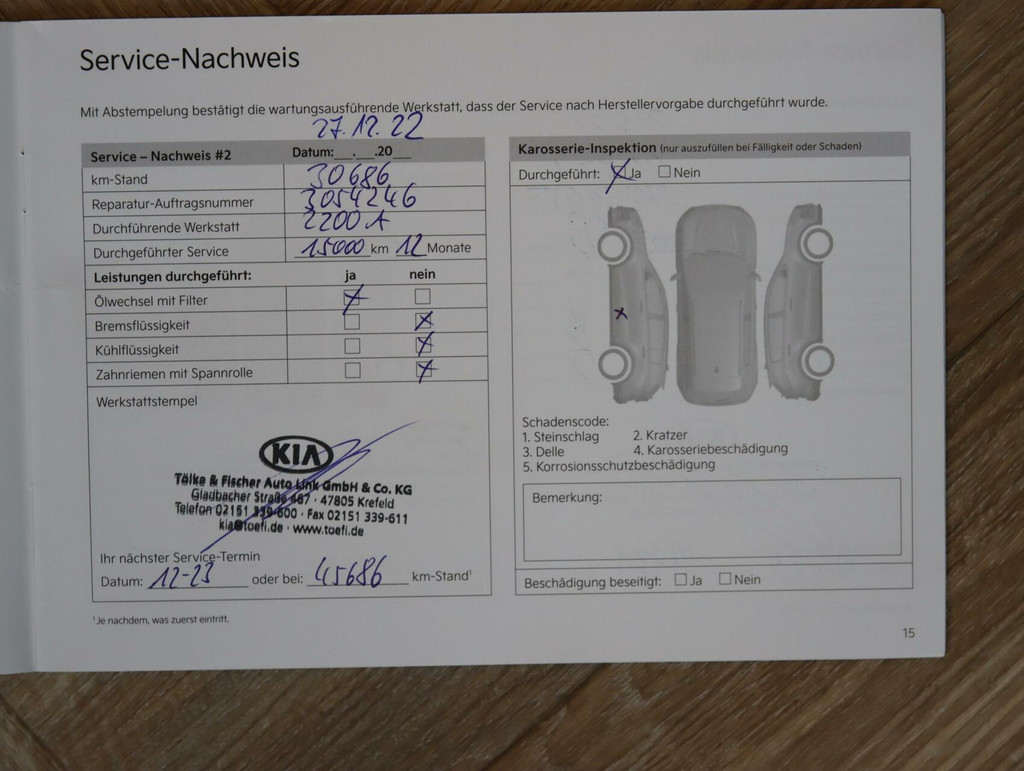 Service-Nachweis
Mit Abstempelung bestätigt die wartungsausführende Werkstatt, dass der Service nach Herstellervorgabe durchgeführt wurde.
27.12.22
Service – Nachweis #2 Datum:__.__.20__
km-Stand 30686
Reparatur-Auftragsnummer 3054246
Durchführende Werkstatt 2200 A
Durchgeführter Service 15000 km 12 Monate
Leistungen durchgeführt: ja nein
Ölwechsel mit Filter
Bremsflüssigkeit
Kühlflüssigkeit
Zahnriemen mit Spannrolle
Werkstattstempel
KIA
Tölke & Fischer Auto Link GmbH & Co. KG
Gladbacher Straße 467 · 47805 Krefeld
Telefon 02151 339-600 · Fax 02151 339-611
kia@toefi.de · www.toefi.de
Ihr nächster Service-Termin
Datum: 12-23 oder bei: 45686 km-Stand¹
¹Je nachdem, was zuerst eintritt.
Karosserie-Inspektion (nur auszufüllen bei Fälligkeit oder Schaden)
Durchgeführt: Ja Nein
Schadenscode:
1. Steinschlag 2. Kratzer
3. Delle 4. Karosseriebeschädigung
5. Korrosionsschutzbeschädigung
Bemerkung:
Beschädigung beseitigt: Ja Nein
15